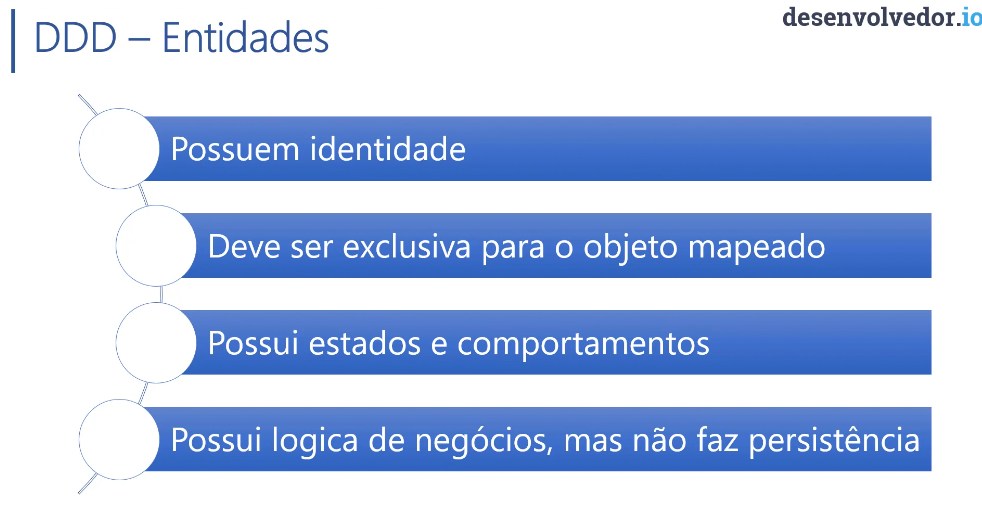 desenvolvedor.io
DDD – Entidades
Possuem identidade
Deve ser exclusiva para o objeto mapeado
Possui estados e comportamentos
Possui logica de negócios, mas não faz persistência